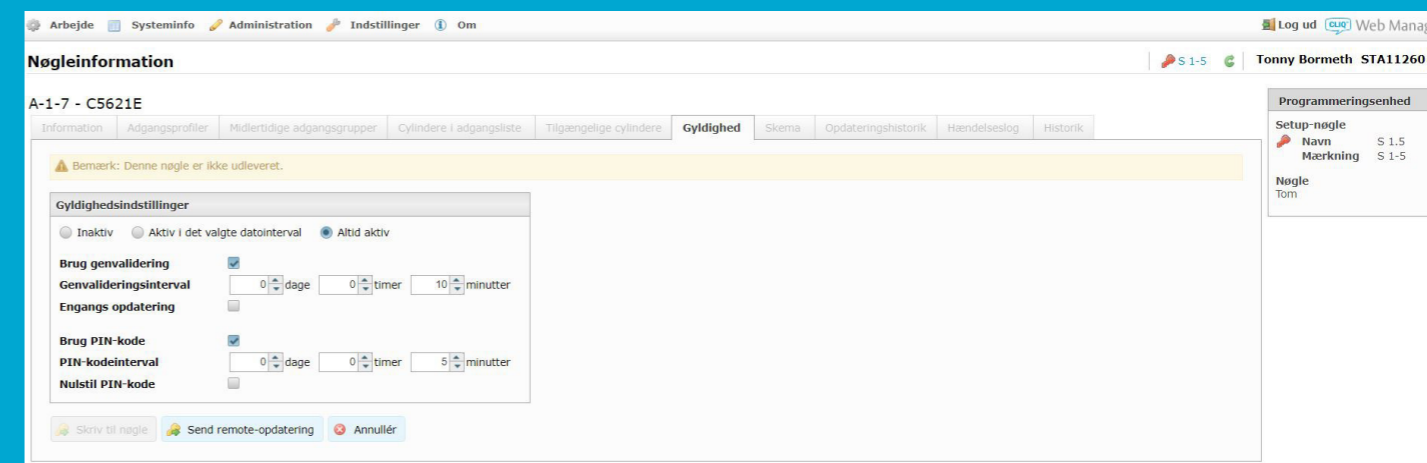 Arbejde Systeminfo Administration Indstillinger Om Log ud CLIQ Web Manag
Nøgleinformation S 1-5 Tonny Bormeth STA11260
A-1-7 - C5621E
Information Adgangsprofiler Midlertidige adgangsgrupper Cylindere i adgangsliste Tilgængelige cylindere Gyldighed Skema Opdateringshistorik Hændelseslog Historik
Bemærk: Denne nøgle er ikke udleveret.
Gyldighedsindstillinger
Inaktiv Aktiv i det valgte datointerval Altid aktiv
Brug genvalidering
Genvalideringsinterval 0 dage 0 timer 10 minutter
Engangs opdatering
Brug PIN-kode
PIN-kodeinterval 0 dage 0 timer 5 minutter
Nulstil PIN-kode
Skriv til nøgle Send remote-opdatering Annullér
Programmeringsenhed
Setup-nøgle
Navn S 1.5
Mærkning S 1-5
Nøgle
Tom